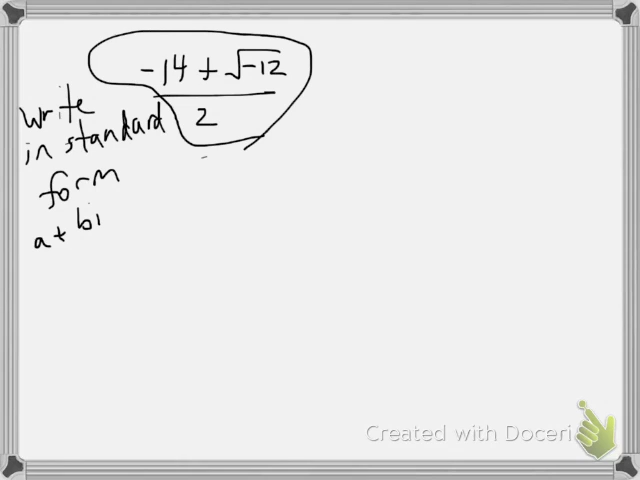 -14 + √-12
2
write
in standard
form
a + bi
Created with Doceri